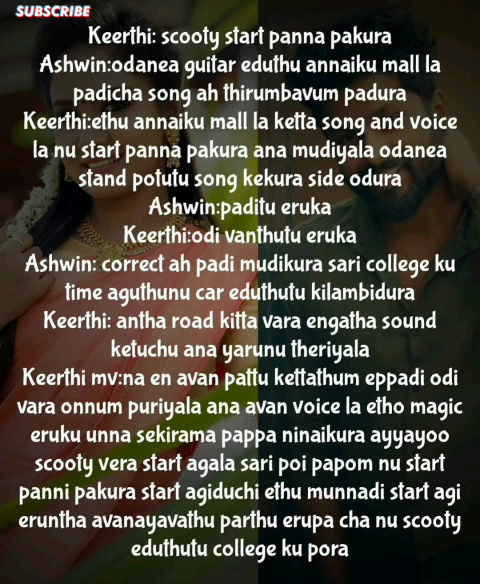 SUBSCRIBE
Keerthi: scooty start panna pakura
Ashwin:odanea guitar eduthu annaiku mall la
padicha song ah thirumbavum padura
Keerthi:ethu annaiku mall la ketta song and voice
la nu start panna pakura ana mudiyala odanea
stand potutu song kekura side odura
Ashwin:paditu eruka
Keerthi:odi vanthutu eruka
Ashwin: correct ah padi mudikura sari college ku
time aguthunu car eduthutu kilambidura
Keerthi: antha road kitta vara engatha sound
ketuchu ana yarunu theriyala
Keerthi mv:na en avan pattu kettathum eppadi odi
vara onnum puriyala ana avan voice la etho magic
eruku unna sekirama pappa ninaikura ayyayoo
scooty vera start agala sari poi papom nu start
panni pakura start agiduchi ethu munnadi start agi
eruntha avanayavathu parthu erupa cha nu scooty
eduthutu college ku pora